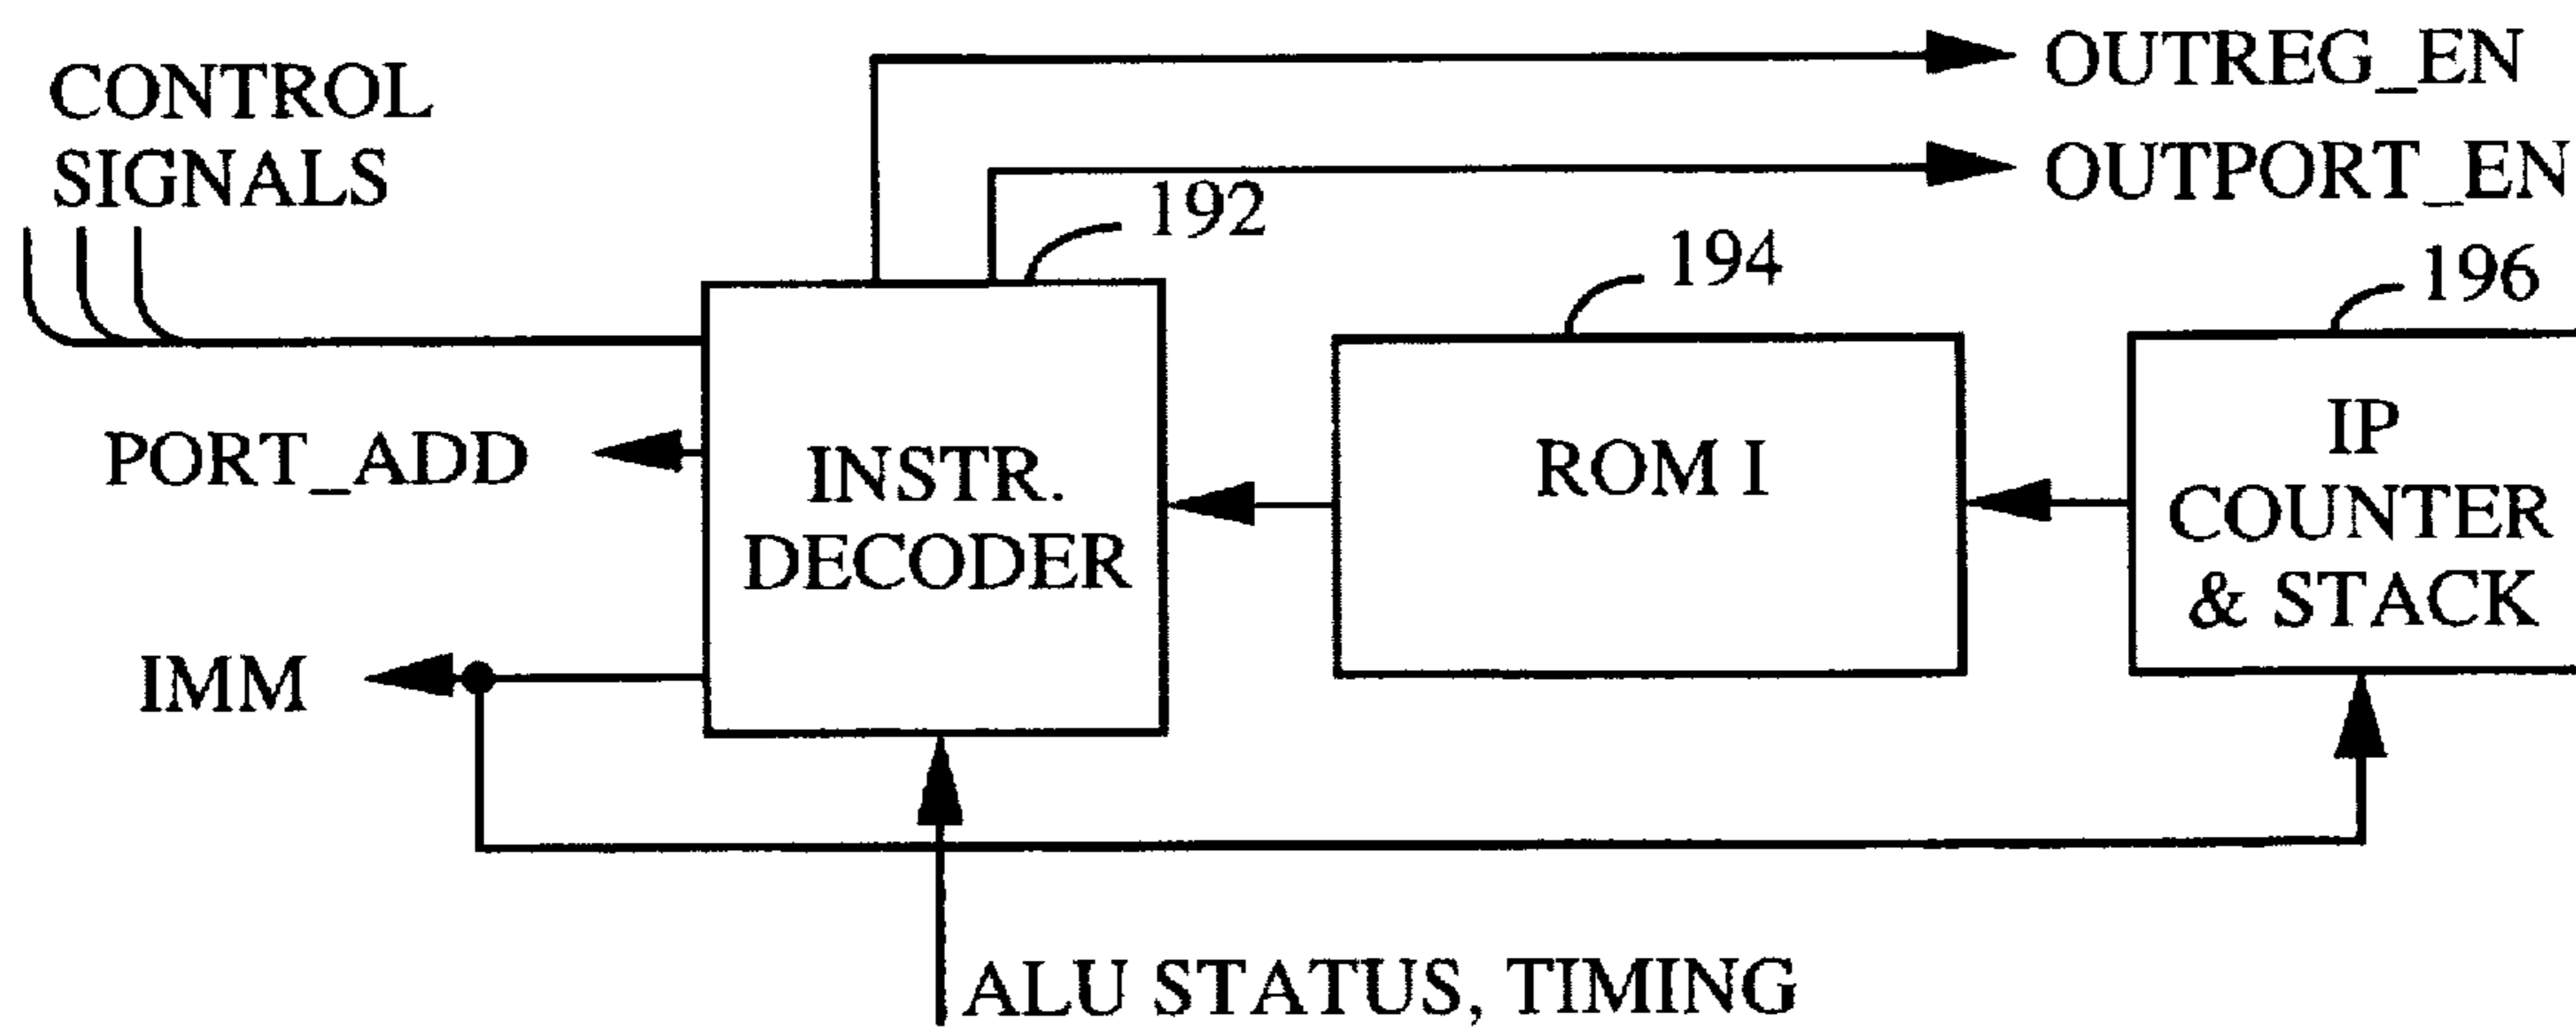 CONTROL
SIGNALS
OUTREG_EN
OUTPORT_EN
192
194
196
PORT_ADD
INSTR.
DECODER
ROM I
IP
COUNTER
& STACK
IMM
ALU STATUS, TIMING